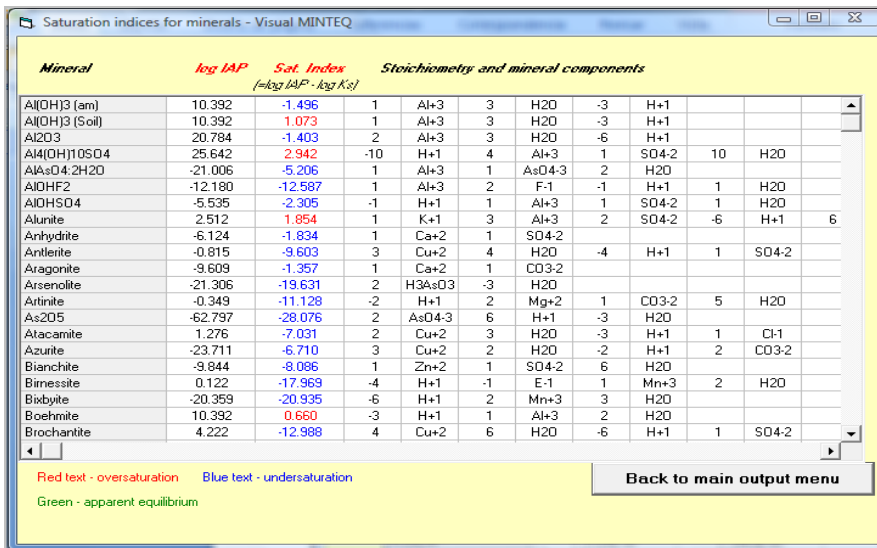 Saturation indices for minerals - Visual MINTEQ
Mineral log IAP Sat. Index Stoichiometry and mineral components
(=log IAP - log Ks)
Al(OH)3 (am) 10.392 -1.496 1 Al+3 3 H2O -3 H+1
Al(OH)3 (Soil) 10.392 1.073 1 Al+3 3 H2O -3 H+1
Al2O3 20.784 -1.403 2 Al+3 3 H2O -6 H+1
Al4(OH)10SO4 25.642 2.942 -10 H+1 4 Al+3 1 SO4-2 10 H2O
AlAsO4:2H2O -21.006 -5.206 1 Al+3 1 AsO4-3 2 H2O
AlOHF2 -12.180 -12.587 1 Al+3 2 F-1 -1 H+1 1 H2O
AlOHSO4 -5.535 -2.305 -1 H+1 1 Al+3 1 SO4-2 1 H2O
Alunite 2.512 1.854 1 K+1 3 Al+3 2 SO4-2 -6 H+1 6
Anhydrite -6.124 -1.834 1 Ca+2 1 SO4-2
Antlerite -0.815 -9.603 3 Cu+2 4 H2O -4 H+1 1 SO4-2
Aragonite -9.609 -1.357 1 Ca+2 1 CO3-2
Arsenolite -21.306 -19.631 2 H3AsO3 -3 H2O
Artinite -0.349 -11.128 -2 H+1 2 Mg+2 1 CO3-2 5 H2O
As2O5 -62.797 -28.076 2 AsO4-3 6 H+1 -3 H2O
Atacamite 1.276 -7.031 2 Cu+2 3 H2O -3 H+1 1 Cl-1
Azurite -23.711 -6.710 3 Cu+2 2 H2O -2 H+1 2 CO3-2
Bianchite -9.844 -8.086 1 Zn+2 1 SO4-2 6 H2O
Birnessite 0.122 -17.969 -4 H+1 -1 E-1 1 Mn+3 2 H2O
Bixbyite -20.359 -20.935 -6 H+1 2 Mn+3 3 H2O
Boehmite 10.392 0.660 -3 H+1 1 Al+3 2 H2O
Brochantite 4.222 -12.988 4 Cu+2 6 H2O -6 H+1 1 SO4-2
Red text - oversaturation Blue text - undersaturation
Back to main output menu
Green - apparent equilibrium